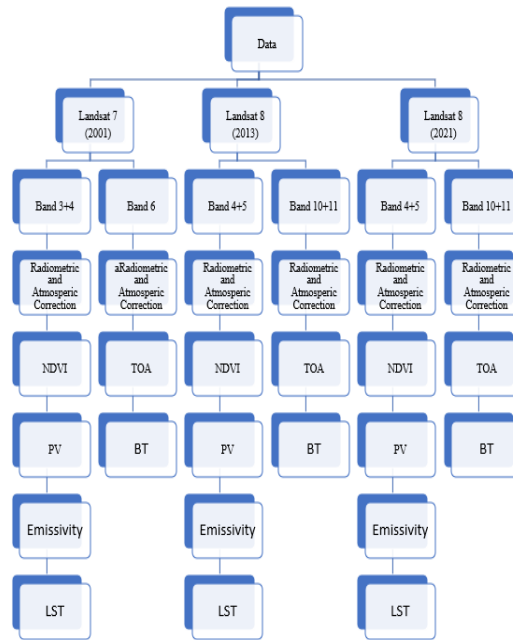 Data
Landsat 7
(2001)
Landsat 8
(2013)
Landsat 8
(2021)
Band 3+4
Band 6
Band 4+5
Band 10+11
Band 4+5
Band 10+11
Radiometric
and
Atmosperic
Correction
aRadiometric
and
Atmosperic
Correction
Radiometric
and
Atmosperic
Correction
Radiometric
and
Atmosperic
Correction
Radiometric
and
Atmosperic
Correction
Radiometric
and
Atmosperic
Correction
NDVI
TOA
NDVI
TOA
NDVI
TOA
PV
BT
PV
BT
PV
BT
Emissivity
Emissivity
Emissivity
LST
LST
LST